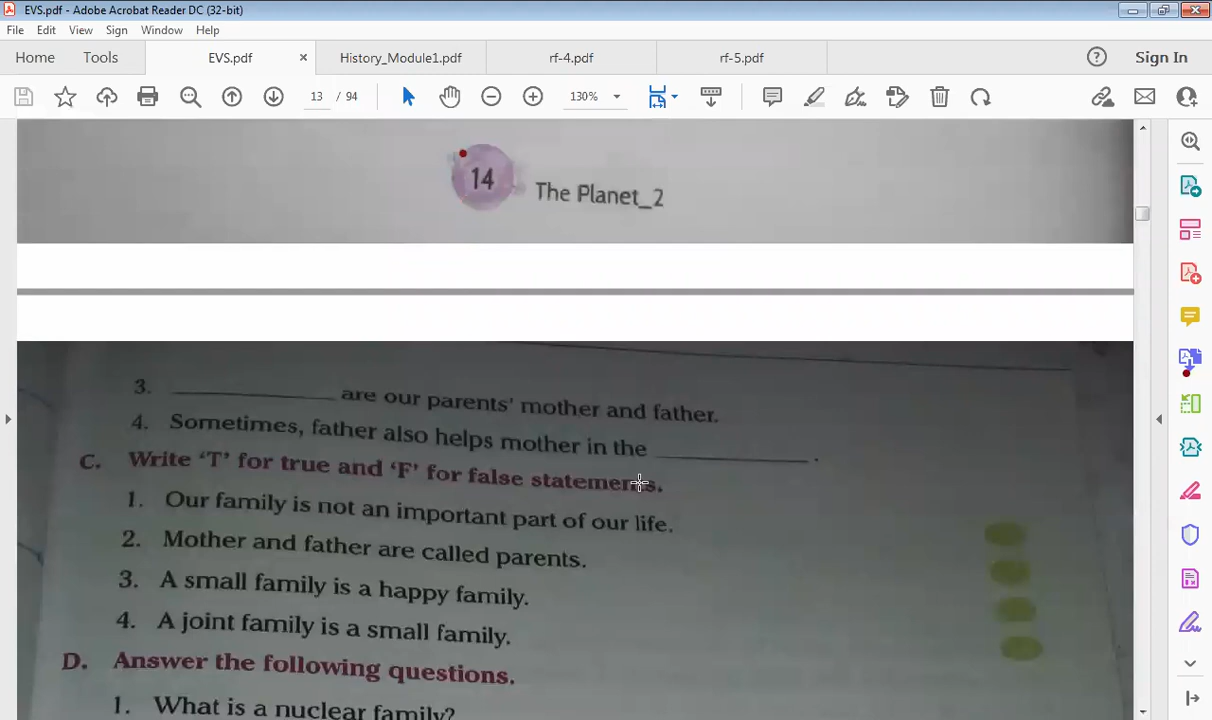 EVS.pdf - Adobe Acrobat Reader DC (32-bit)
File Edit View Sign Window Help
Home Tools EVS.pdf × History_Module1.pdf rf-4.pdf rf-5.pdf ? Sign In
13 / 94 130%
14 The Planet_2
3. __________ are our parents' mother and father.
4. Sometimes, father also helps mother in the __________ .
C. Write ‘T’ for true and ‘F’ for false statements.
1. Our family is not an important part of our life.
2. Mother and father are called parents.
3. A small family is a happy family.
4. A joint family is a small family.
D. Answer the following questions.
1. What is a nuclear family?